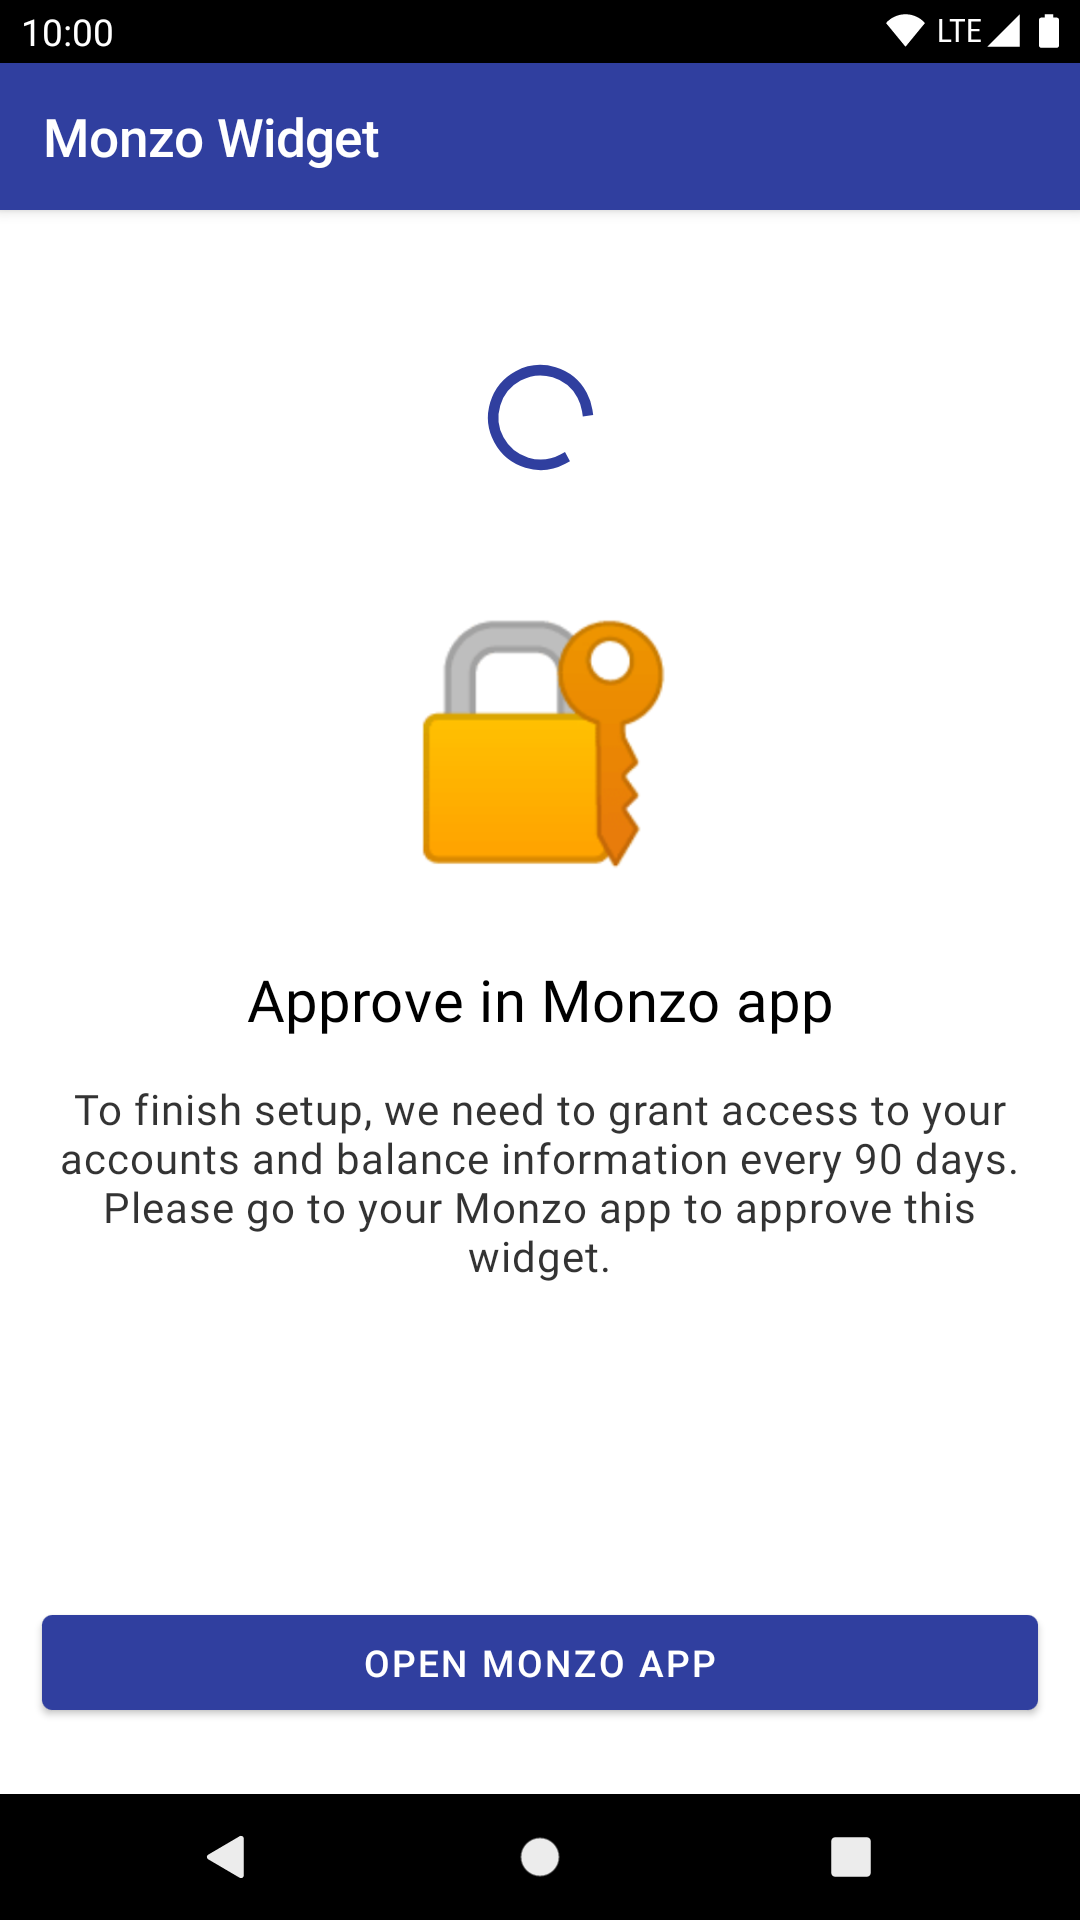 10:00
LTE
Monzo Widget
Approve in Monzo app
To finish setup, we need to grant access to your
accounts and balance information every 90 days.
Please go to your Monzo app to approve this
widget.
OPEN MONZO APP